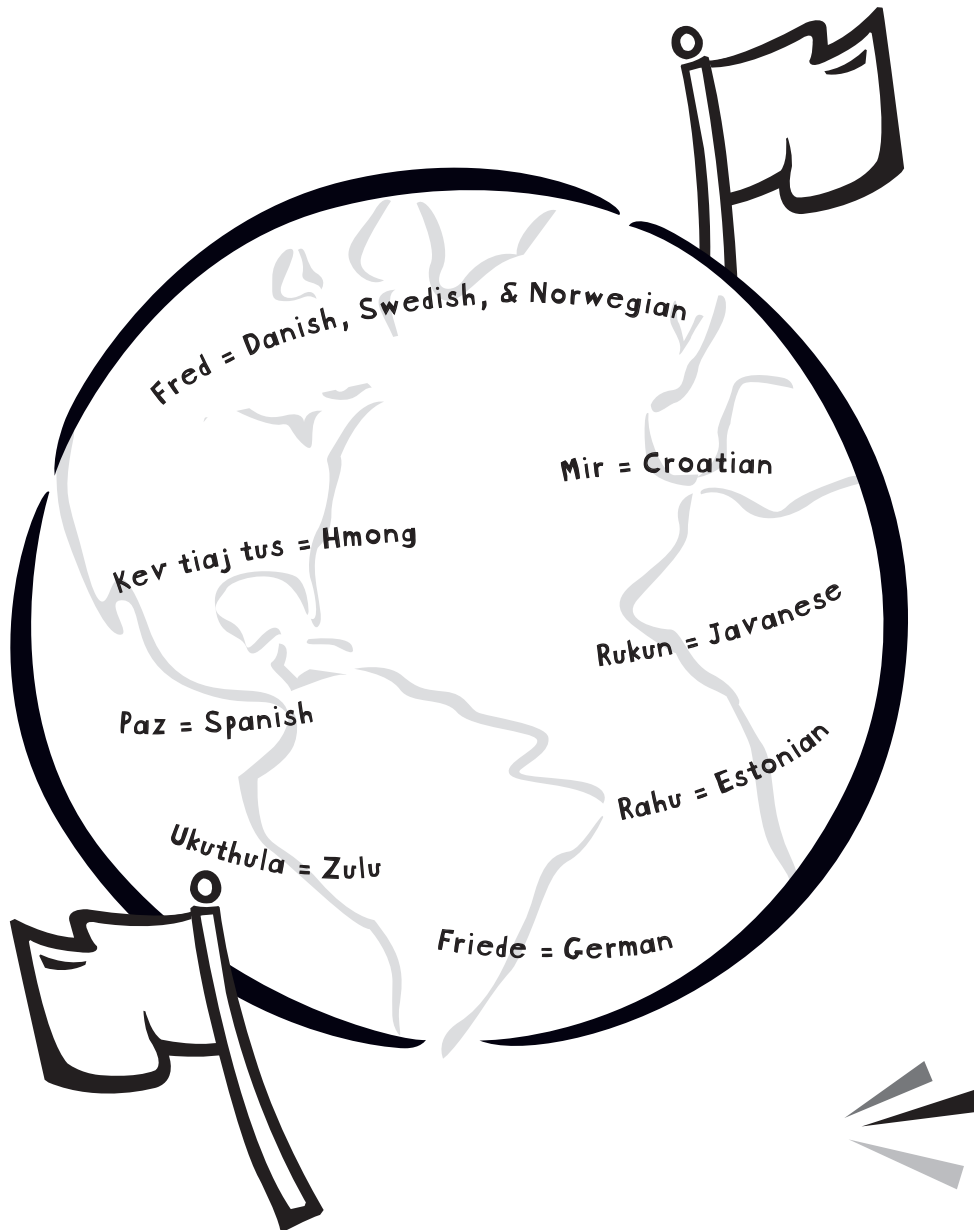 Fred = Danish, Swedish, & Norwegian
Mir = Croatian
Kev tiaj tus = Hmong
Rukun = Javanese
Paz = Spanish
Rahu = Estonian
Ukuthula = Zulu
Friede = German